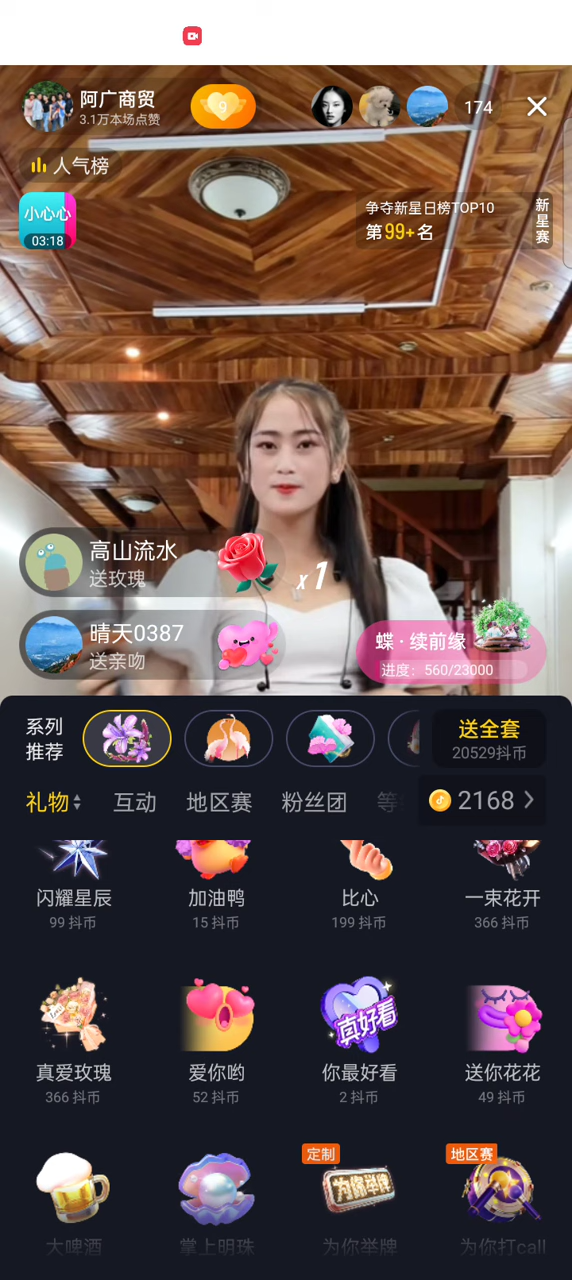 阿广商贸
3.1万本场点赞
9
174
人气榜
小心心
03:18
争夺新星日榜TOP10
第99+名
新星赛
高山流水
送玫瑰
x1
晴天0387
送亲吻
蝶·续前缘
进度：560/23000
系列
推荐
送全套
20529抖币
礼物
互动
地区赛
粉丝团
等
2168
闪耀星辰
99 抖币
加油鸭
15 抖币
比心
199 抖币
一束花开
366 抖币
真爱玫瑰
366 抖币
爱你哟
52 抖币
真好看
你最好看
2 抖币
送你花花
49 抖币
大啤酒
掌上明珠
定制
为你举牌
为你举牌
地区赛
为你打call